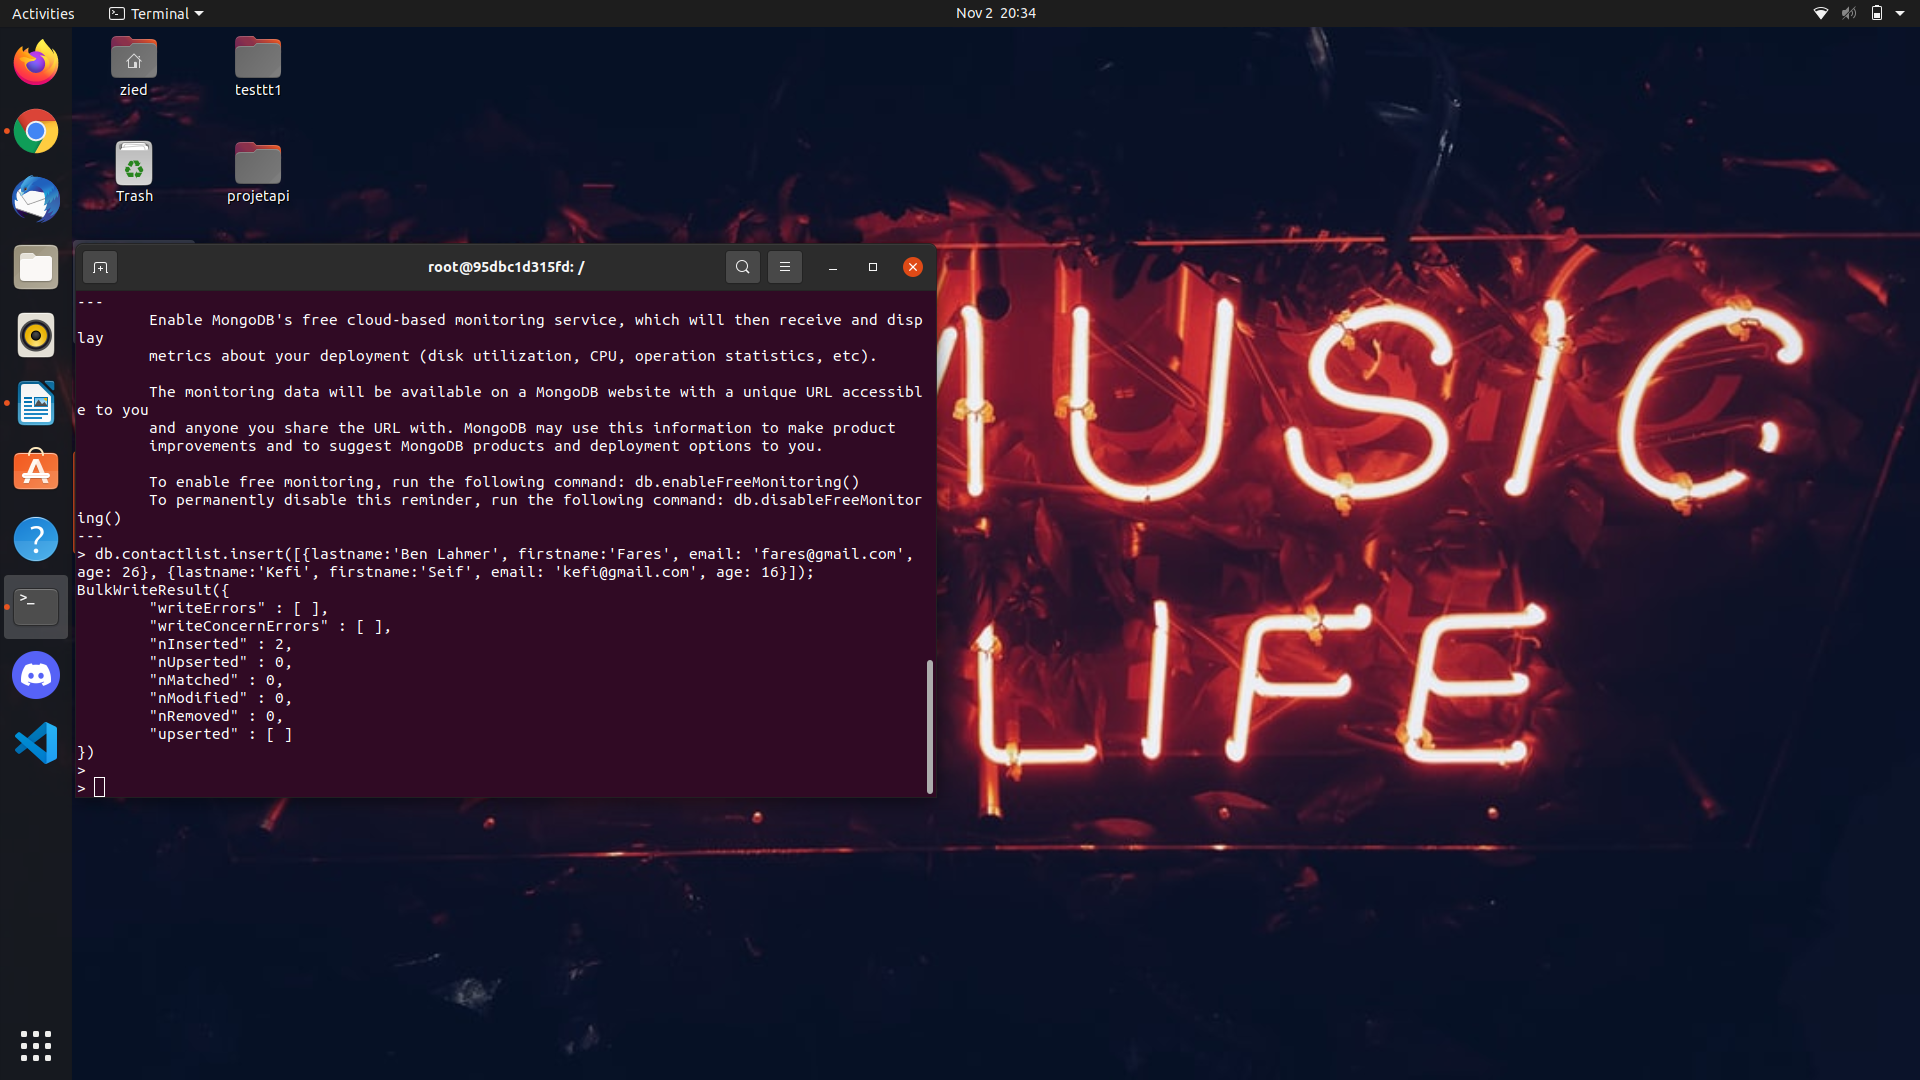 Activities
Terminal
Nov 2 20:34
zied
testtt1
Trash
projetapi
root@95dbc1d315fd: /
---
Enable MongoDB's free cloud-based monitoring service, which will then receive and disp
lay
metrics about your deployment (disk utilization, CPU, operation statistics, etc).
The monitoring data will be available on a MongoDB website with a unique URL accessibl
e to you
and anyone you share the URL with. MongoDB may use this information to make product
improvements and to suggest MongoDB products and deployment options to you.
To enable free monitoring, run the following command: db.enableFreeMonitoring()
To permanently disable this reminder, run the following command: db.disableFreeMonitor
ing()
---
> db.contactlist.insert([{lastname:'Ben Lahmer', firstname:'Fares', email: 'fares@gmail.com',
age: 26}, {lastname:'Kefi', firstname:'Seif', email: 'kefi@gmail.com', age: 16}]);
BulkWriteResult({
"writeErrors" : [ ],
"writeConcernErrors" : [ ],
"nInserted" : 2,
"nUpserted" : 0,
"nMatched" : 0,
"nModified" : 0,
"nRemoved" : 0,
"upserted" : [ ]
})
>
>
MUSIC
LIFE